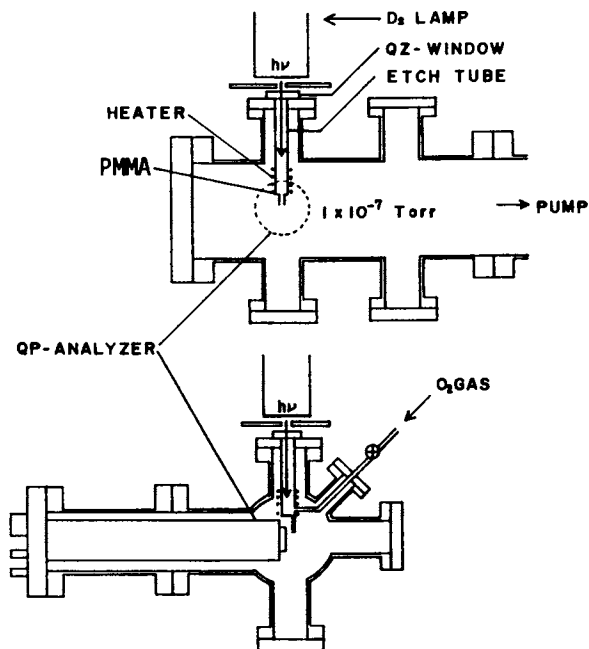 D₂ LAMP
hν
QZ-WINDOW
ETCH TUBE
HEATER
PMMA
1 x 10⁻⁷ Torr
PUMP
QP-ANALYZER
hν
O₂GAS